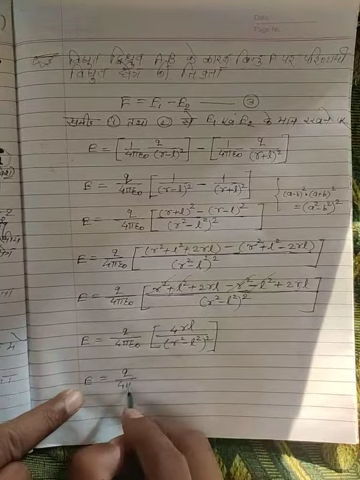 Date
Page No.
विद्युत द्विध्रुव AB के कारण बिन्दु P पर परिणामी
विद्युत क्षेत्र की तीव्रता
E = E₁ - E₂ —— ③
समी० ① तथा ② से E₁ एवं E₂ के मान रखने पर
E = [1/4πε₀ q/(r-l)²] - [1/4πε₀ q/(r+l)²]
E = q/4πε₀ [1/(r-l)² - 1/(r+l)²]
(a-b)²(a+b)²
= (a²-b²)²
E = q/4πε₀ [(r+l)² - (r-l)²/(r²-l²)²]
E = q/4πε₀ [(r²+l²+2rl) - (r²+l²-2rl)/(r²-l²)²]
E = q/4πε₀ [r²+l²+2rl - r²-l²+2rl/(r²-l²)²]
E = q/4πε₀ [4rl/(r²-l²)²]
E = q/4π